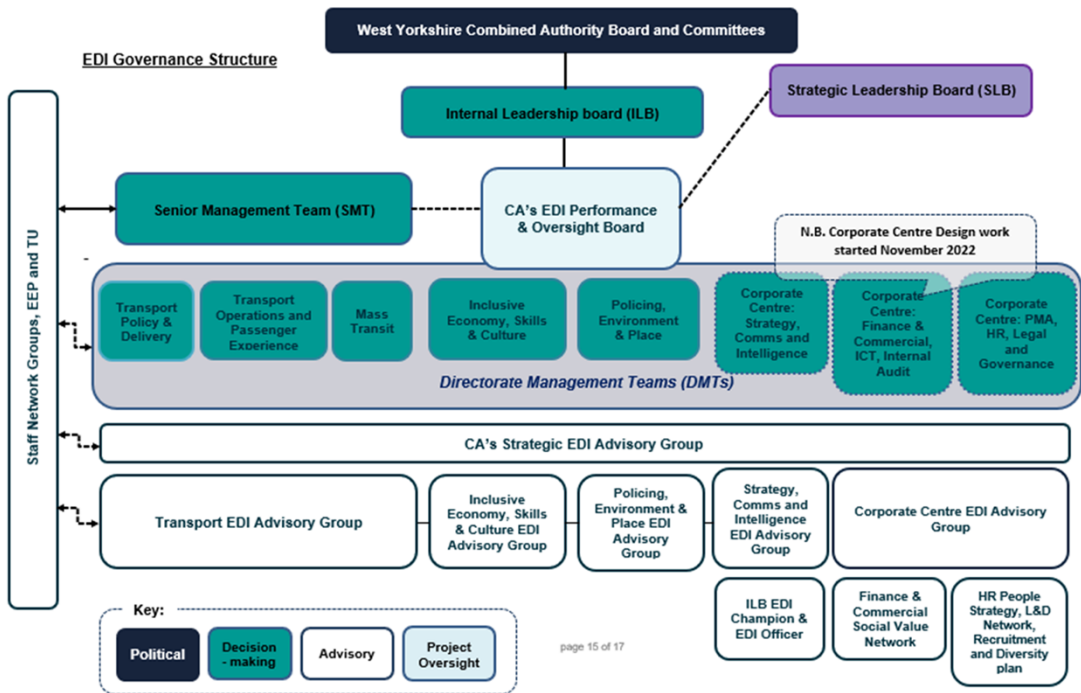 West Yorkshire Combined Authority Board and Committees
EDI Governance Structure
Strategic Leadership Board (SLB)
Internal Leadership board (ILB)
Staff Network Groups, EEP and TU
Senior Management Team (SMT)
CA's EDI Performance
& Oversight Board
N.B. Corporate Centre Design work
started November 2022
Transport
Policy &
Delivery
Transport
Operations and
Passenger
Experience
Mass
Transit
Inclusive
Economy, Skills
& Culture
Policing,
Environment
& Place
Corporate
Centre:
Strategy,
Comms and
Intelligence
Corporate
Centre:
Finance &
Commercial,
ICT, Internal
Audit
Corporate
Centre: PMA,
HR, Legal
and
Governance
Directorate Management Teams (DMTs)
CA's Strategic EDI Advisory Group
Transport EDI Advisory Group
Inclusive
Economy, Skills
& Culture EDI
Advisory Group
Policing,
Environment &
Place EDI
Advisory
Group
Strategy,
Comms and
Intelligence
EDI Advisory
Group
Corporate Centre EDI Advisory
Group
ILB EDI
Champion &
EDI Officer
Finance &
Commercial
Social Value
Network
HR People
Strategy, L&D
Network,
Recruitment
and Diversity
plan
Key:
Political
Decision
- making
Advisory
Project
Oversight
page 15 of 17